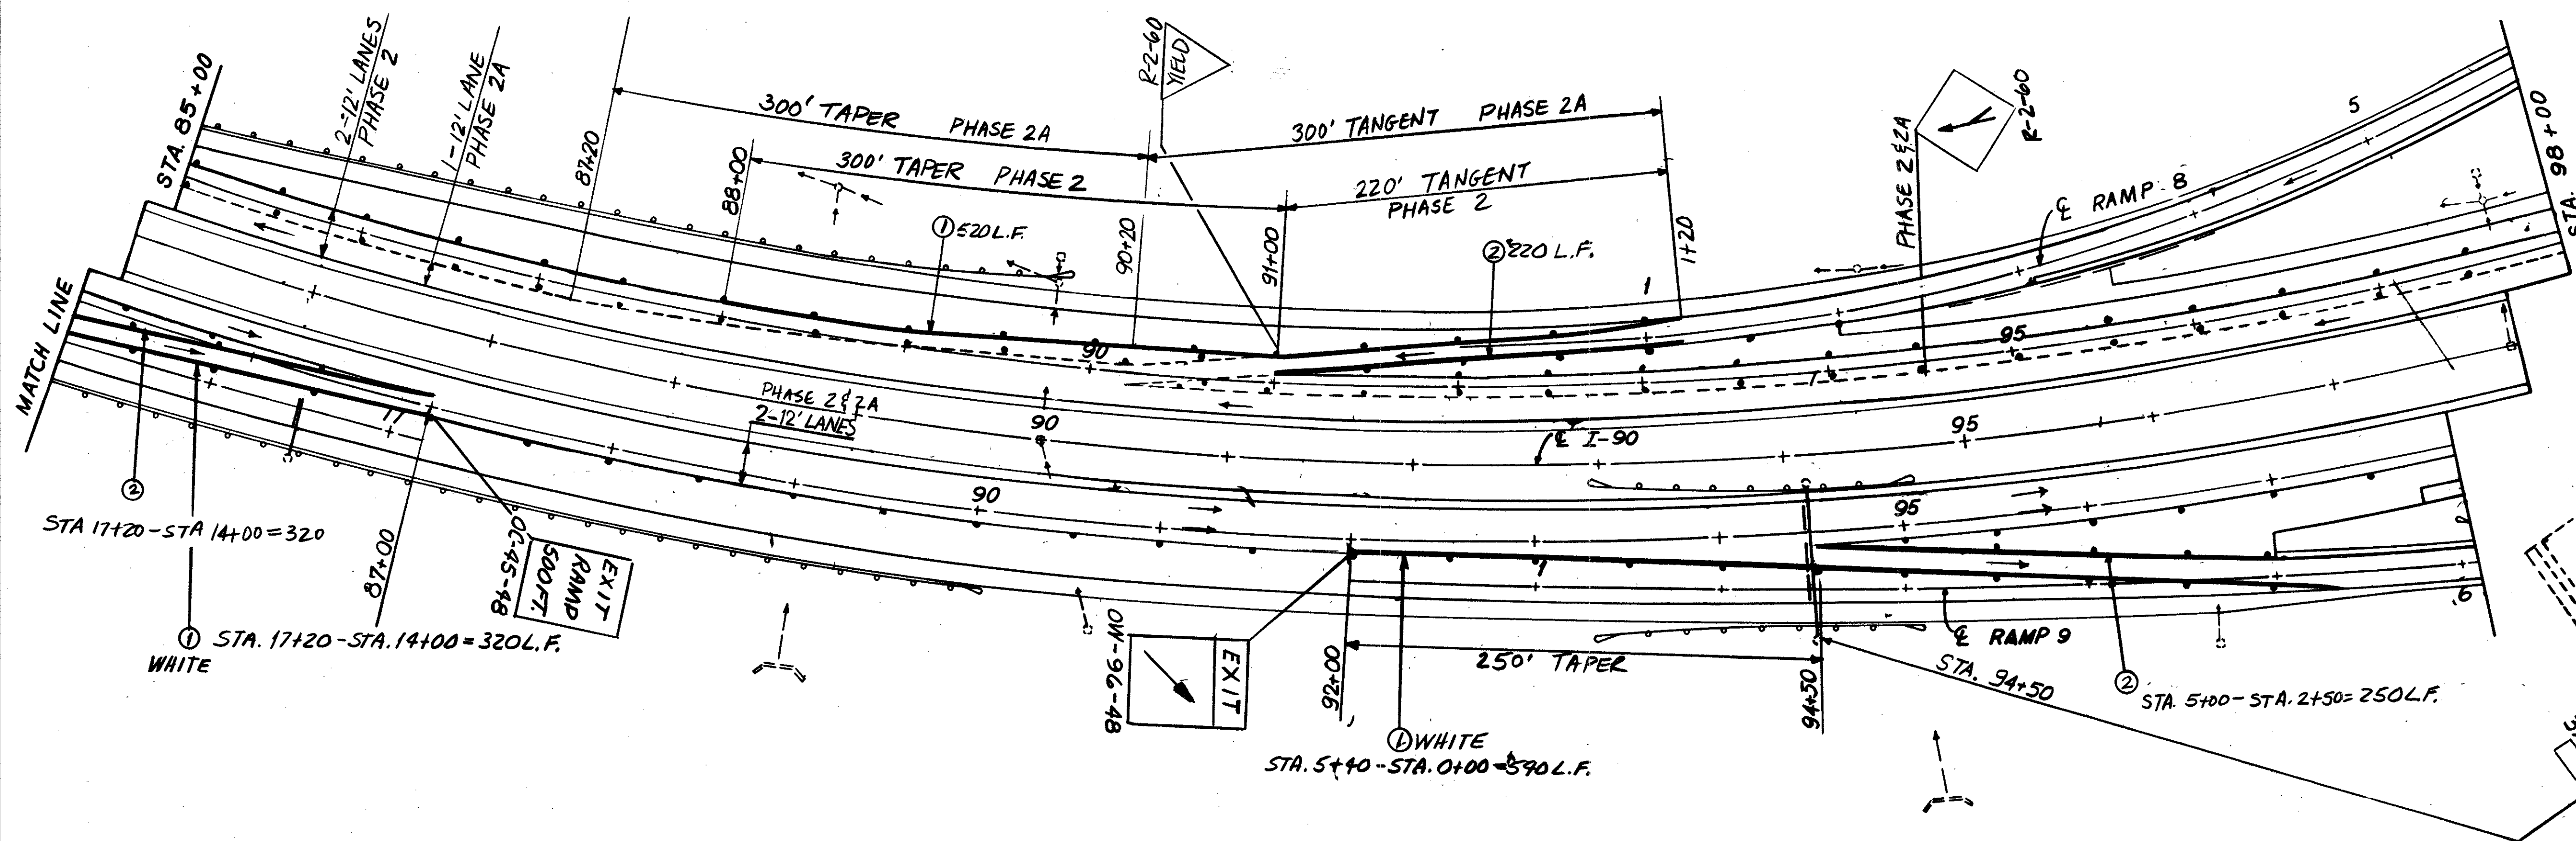 STA. 85+00
MATCH LINE
2-12' LANES
PHASE 2
1-12' LANE
PHASE 2A
87+20
300' TAPER PHASE 2A
R-2-60
YIELD
300' TANGENT PHASE 2A
88+00
300' TAPER PHASE 2
220' TANGENT
PHASE 2
① 520 L.F.
90+20
91+00
② 220 L.F.
1+20
1
PHASE 2 & 2A
R-2-60
5
℄ RAMP 8
STA. 98+00
90
95
PHASE 2 & 2A
2-12' LANES
90
℄ I-90
95
90
95
17
②
STA 17+20-STA 14+00=320
① STA. 17+20-STA. 14+00=320 L.F.
WHITE
87+00
OC-45-48
EXIT
RAMP
500FT.
OW-96-48
EXIT
92+00
250' TAPER
94+50
℄ RAMP 9
STA. 94+50
① WHITE
STA. 5+40-STA. 0+00=540 L.F.
② STA. 5+00-STA. 2+50=250 L.F.